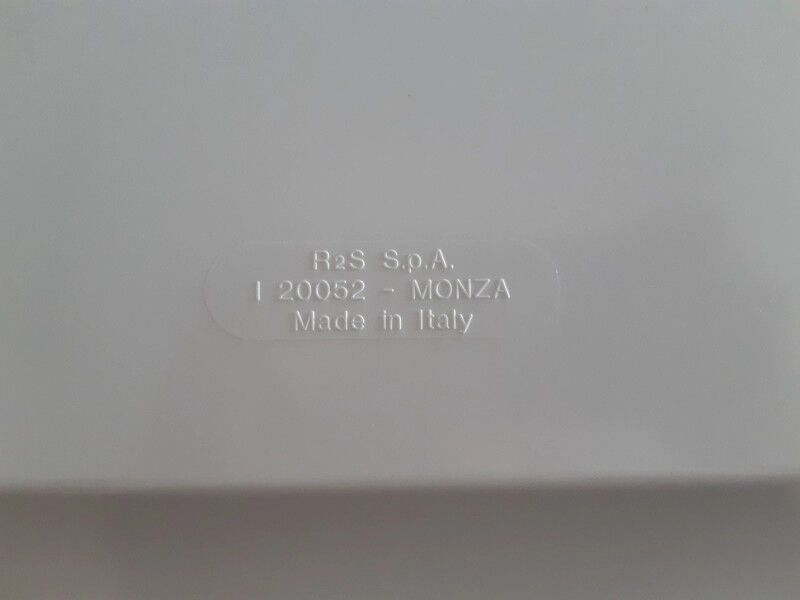 R2S S.p.A.
I 20052 - MONZA
Made in Italy